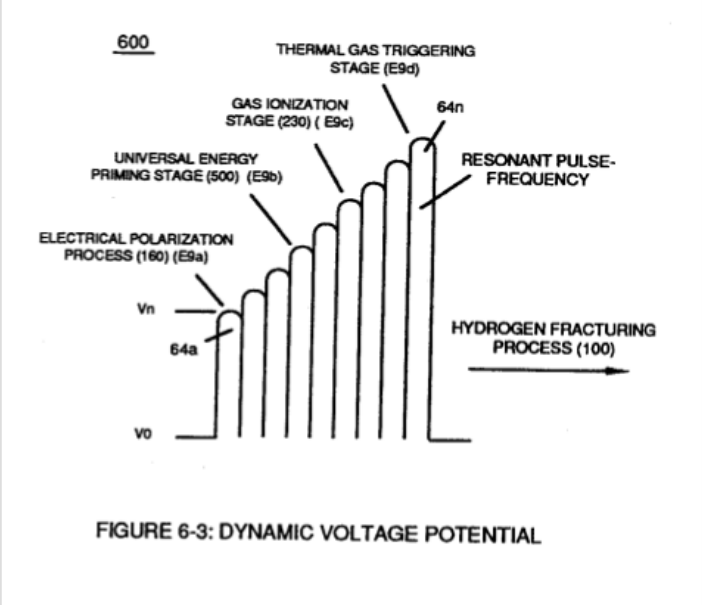 600
THERMAL GAS TRIGGERING
STAGE (E9d)
GAS IONIZATION
STAGE (230) ( E9c)
64n
UNIVERSAL ENERGY
PRIMING STAGE (500) (E9b)
RESONANT PULSE-
FREQUENCY
ELECTRICAL POLARIZATION
PROCESS (160) (E9a)
Vn
64a
HYDROGEN FRACTURING
PROCESS (100)
V0
FIGURE 6-3: DYNAMIC VOLTAGE POTENTIAL